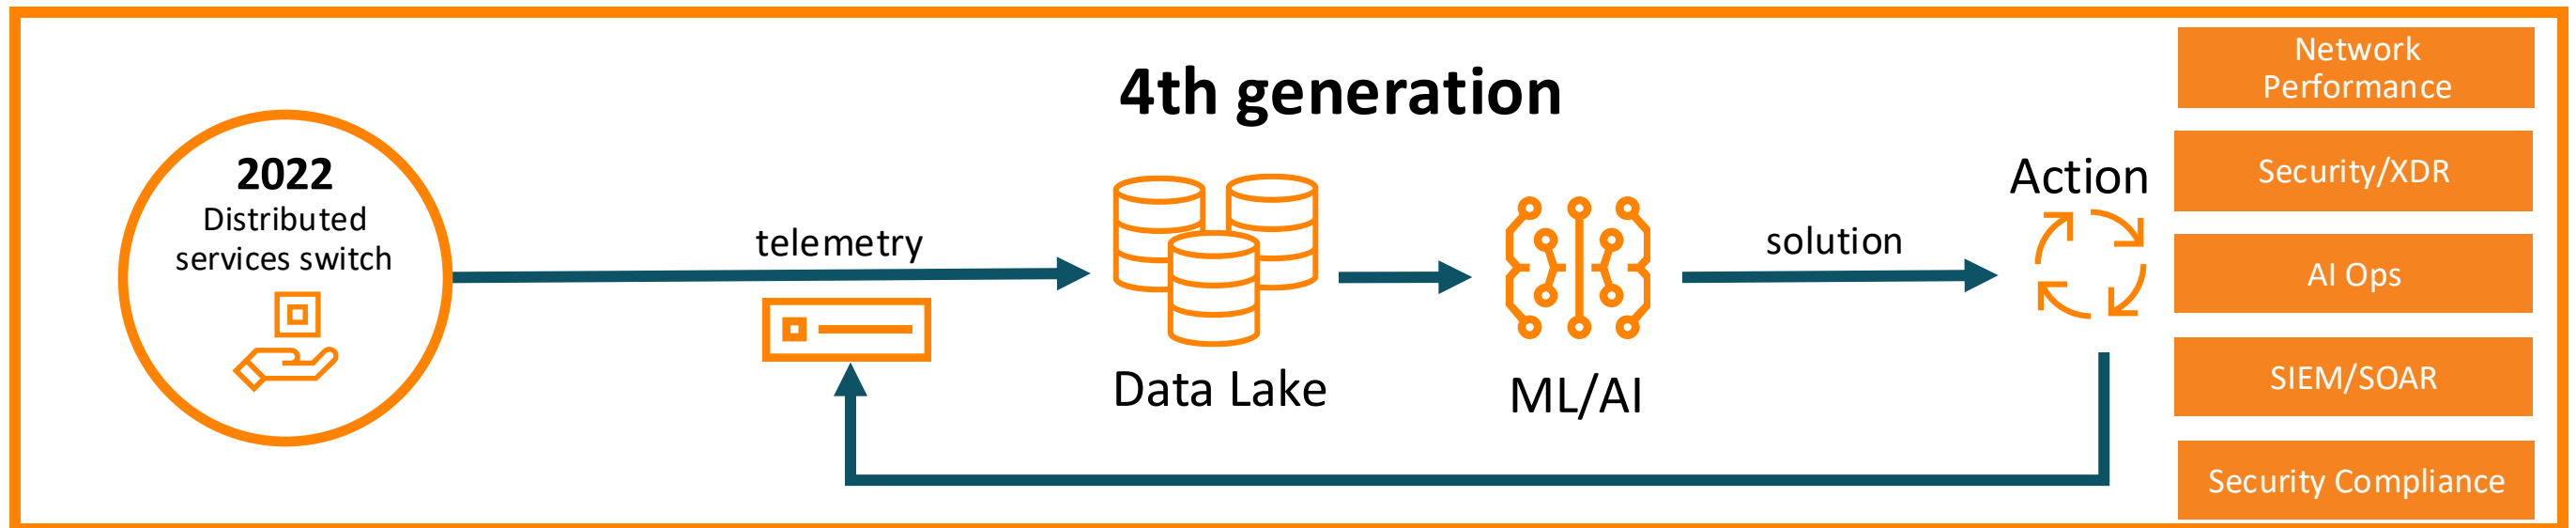 4th generation
2022
Distributed
services switch
telemetry
Data Lake
ML/AI
solution
Action
Network
Performance
Security/XDR
AI Ops
SIEM/SOAR
Security Compliance